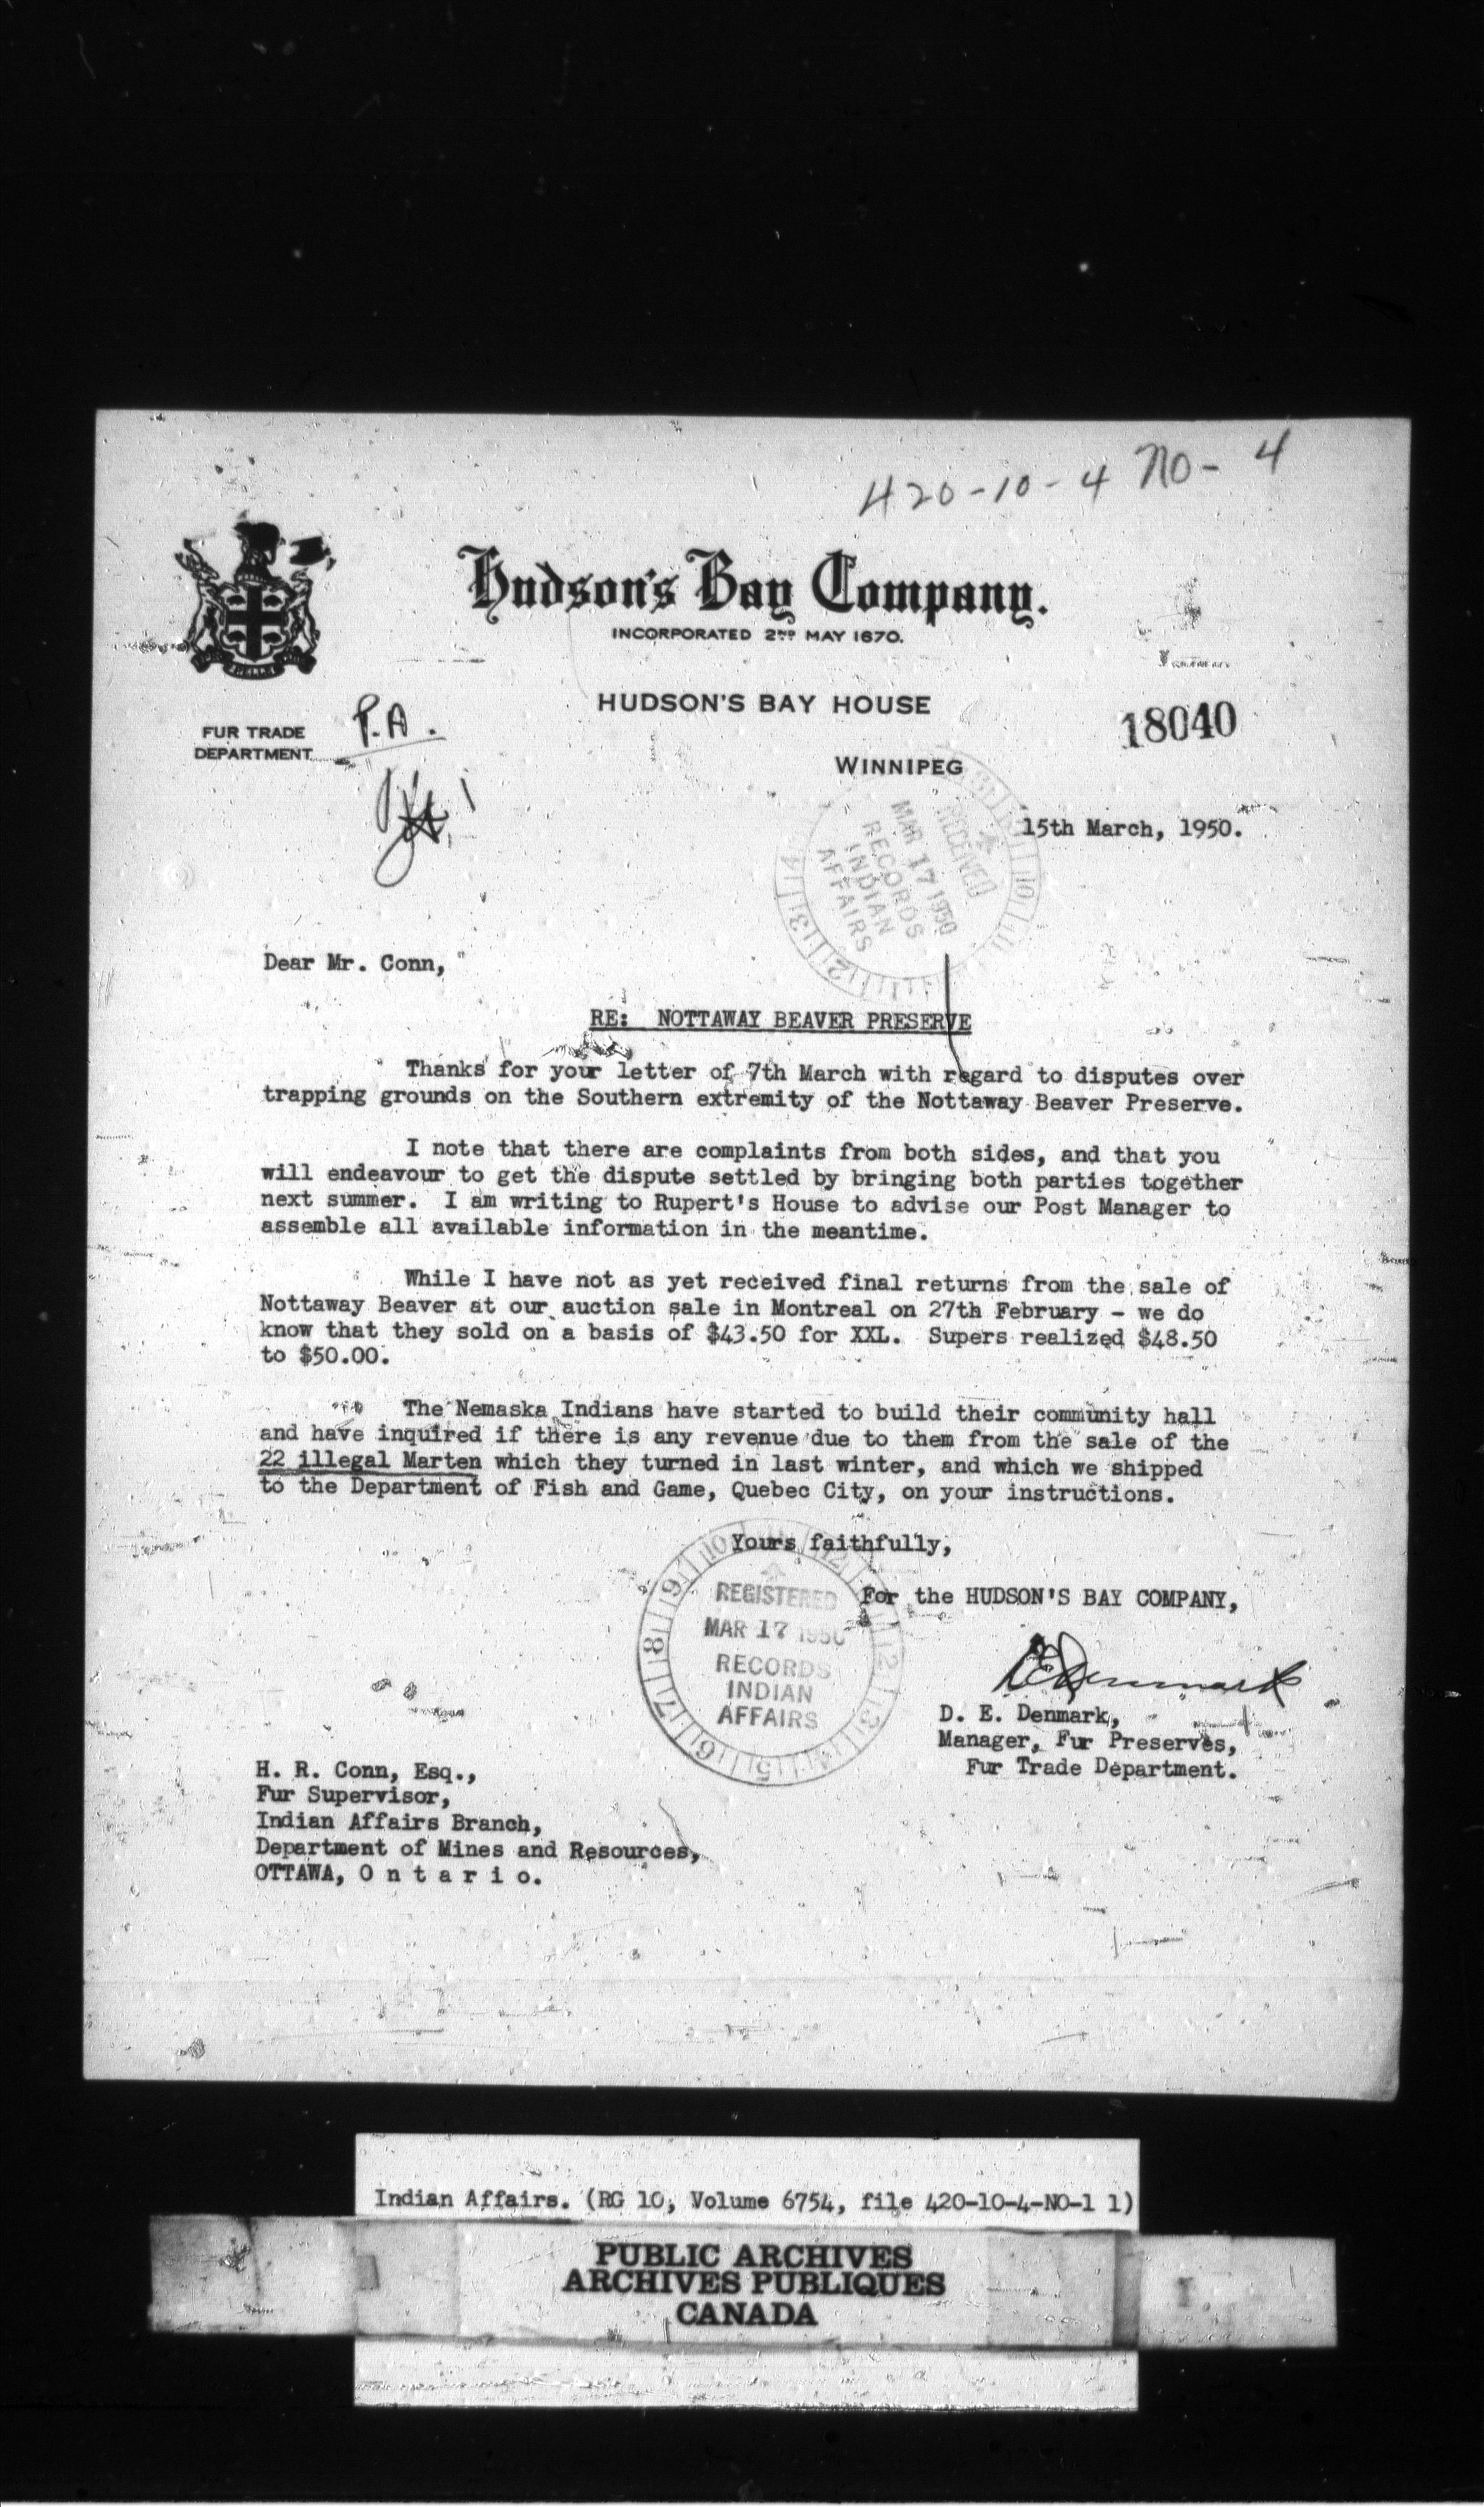 420-10-4 NO- 4
Hudson's Bay Company.
INCORPORATED 2ND MAY 1670.
HUDSON'S BAY HOUSE
18040
FUR TRADE
DEPARTMENT
P.A.
WINNIPEG
15th March, 1950.
RECEIVED
MAR 17 1950
RECORDS
INDIAN
AFFAIRS
Dear Mr. Conn,
RE: NOTTAWAY BEAVER PRESERVE
Thanks for your letter of 7th March with regard to disputes over
trapping grounds on the Southern extremity of the Nottaway Beaver Preserve.
I note that there are complaints from both sides, and that you
will endeavour to get the dispute settled by bringing both parties together
next summer. I am writing to Rupert's House to advise our Post Manager to
assemble all available information in the meantime.
While I have not as yet received final returns from the sale of
Nottaway Beaver at our auction sale in Montreal on 27th February - we do
know that they sold on a basis of $43.50 for XXL. Supers realized $48.50
to $50.00.
The Nemaska Indians have started to build their community hall
and have inquired if there is any revenue due to them from the sale of the
22 illegal Marten which they turned in last winter, and which we shipped
to the Department of Fish and Game, Quebec City, on your instructions.
Yours faithfully,
For the HUDSON'S BAY COMPANY,
REGISTERED
MAR 17 1950
RECORDS
INDIAN
AFFAIRS
D E Denmark
D. E. Denmark,
Manager, Fur Preserves,
Fur Trade Department.
H. R. Conn, Esq.,
Fur Supervisor,
Indian Affairs Branch,
Department of Mines and Resources,
OTTAWA, O n t a r i o.
Indian Affairs. (RG 10, Volume 6754, file 420-10-4-NO-1 1)
PUBLIC ARCHIVES
ARCHIVES PUBLIQUES
CANADA